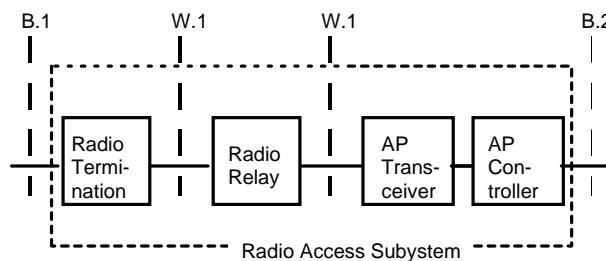 B.1
W.1
W.1
B.2
Radio
Termi-
nation
Radio
Relay
AP
Trans-
ceiver
AP
Con-
troller
Radio Access Subystem